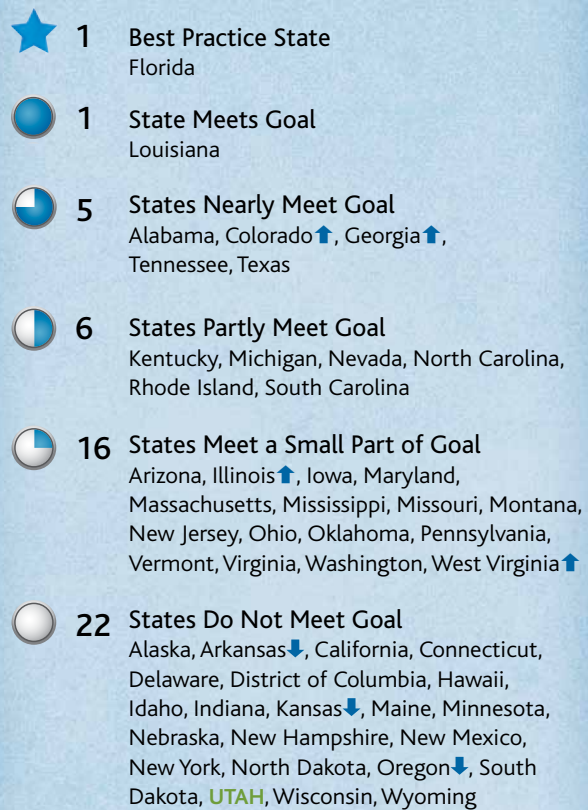 1 Best Practice State
Florida
1 State Meets Goal
Louisiana
5 States Nearly Meet Goal
Alabama, Colorado⬆, Georgia⬆,
Tennessee, Texas
6 States Partly Meet Goal
Kentucky, Michigan, Nevada, North Carolina,
Rhode Island, South Carolina
16 States Meet a Small Part of Goal
Arizona, Illinois⬆, Iowa, Maryland,
Massachusetts, Mississippi, Missouri, Montana,
New Jersey, Ohio, Oklahoma, Pennsylvania,
Vermont, Virginia, Washington, West Virginia⬆
22 States Do Not Meet Goal
Alaska, Arkansas⬇, California, Connecticut,
Delaware, District of Columbia, Hawaii,
Idaho, Indiana, Kansas⬇, Maine, Minnesota,
Nebraska, New Hampshire, New Mexico,
New York, North Dakota, Oregon⬇, South
Dakota, UTAH, Wisconsin, Wyoming